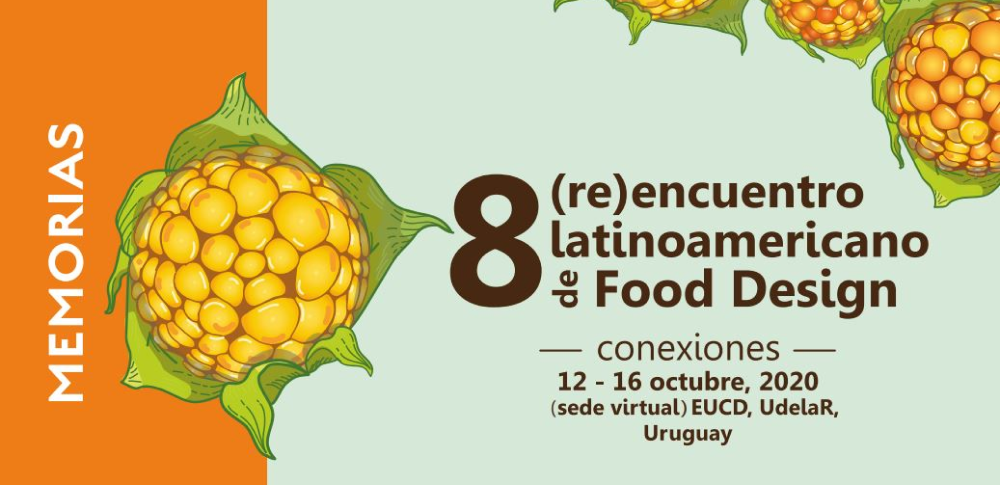 MEMORIAS
8
(re)encuentro
latinoamericano
de Food Design
— conexiones —
12 - 16 octubre, 2020
(sede virtual) EUCD, UdelaR,
Uruguay